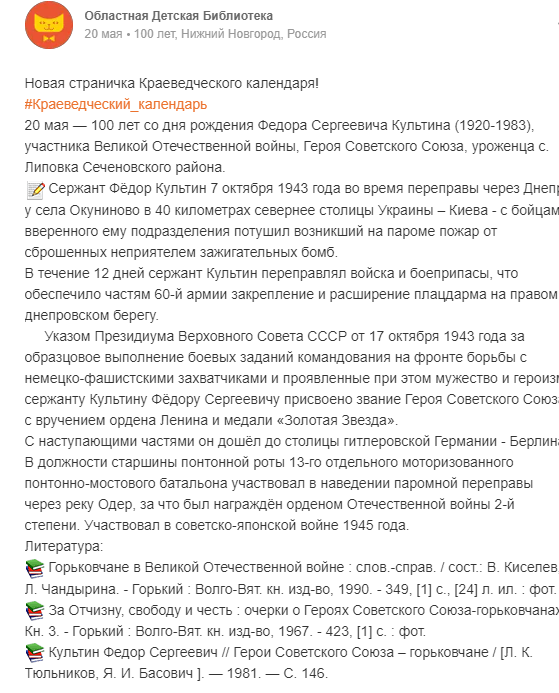 Областная Детская Библиотека
20 мая • 100 лет, Нижний Новгород, Россия
Новая страничка Краеведческого календаря!
#Краеведческий_календарь
20 мая — 100 лет со дня рождения Федора Сергеевича Культина (1920-1983),
участника Великой Отечественной войны, Героя Советского Союза, уроженца с.
Липовка Сеченовского района.
Сержант Фёдор Культин 7 октября 1943 года во время переправы через Днепр
у села Окуниново в 40 километрах севернее столицы Украины – Киева - с бойцам
вверенного ему подразделения потушил возникший на пароме пожар от
сброшенных неприятелем зажигательных бомб.
В течение 12 дней сержант Культин переправлял войска и боеприпасы, что
обеспечило частям 60-й армии закрепление и расширение плацдарма на правом
днепровском берегу.
Указом Президиума Верховного Совета СССР от 17 октября 1943 года за
образцовое выполнение боевых заданий командования на фронте борьбы с
немецко-фашистскими захватчиками и проявленные при этом мужество и героизм
сержанту Культину Фёдору Сергеевичу присвоено звание Героя Советского Союза
с вручением ордена Ленина и медали «Золотая Звезда».
С наступающими частями он дошёл до столицы гитлеровской Германии - Берлина
В должности старшины понтонной роты 13-го отдельного моторизованного
понтонно-мостового батальона участвовал в наведении паромной переправы
через реку Одер, за что был награждён орденом Отечественной войны 2-й
степени. Участвовал в советско-японской войне 1945 года.
Литература:
Горьковчане в Великой Отечественной войне : слов.-справ. / сост.: В. Киселев,
Л. Чандырина. - Горький : Волго-Вят. кн. изд-во, 1990. - 349, [1] с., [24] л. ил. : фот.
За Отчизну, свободу и честь : очерки о Героях Советского Союза-горьковчанах
Кн. 3. - Горький : Волго-Вят. кн. изд-во, 1967. - 423, [1] с. : фот.
Культин Федор Сергеевич // Герои Советского Союза – горьковчане / [Л. К.
Тюльников, Я. И. Басович ]. — 1981. — С. 146.